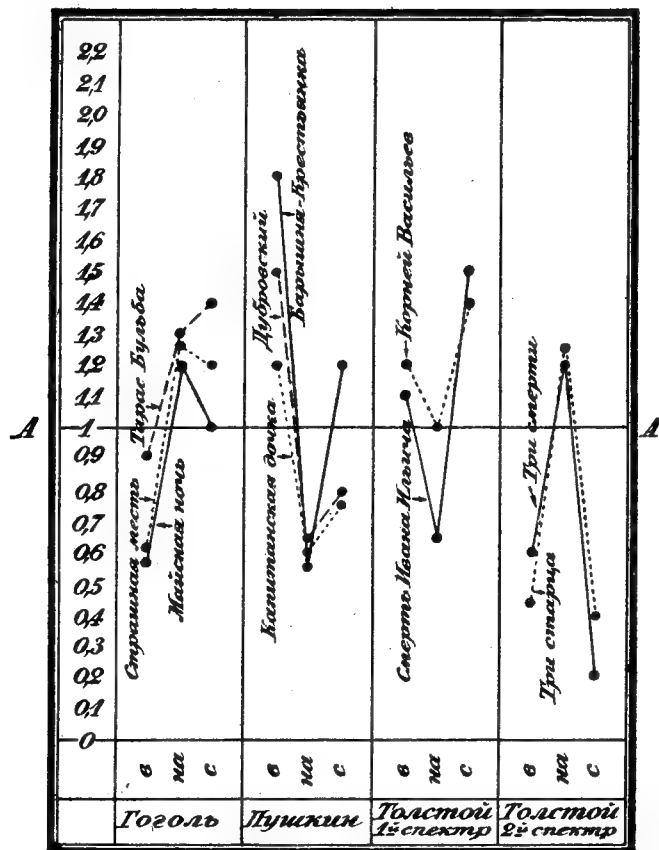 2,2
2,1
2,0
1,9
1,8
1,7
1,6
1,5
1,4
1,3
1,2
1,1
1
0,9
0,8
0,7
0,6
0,5
0,4
0,3
0,2
0,1
0
А
А
Тарас Бульба
Страшная месть
Майская ночь
Дубровский
Барышня-Крестьянка
Капитанская дочка
Корней Васильев
Смерть Ивана Ильича
Три смерти
Три старца
в на с
в на с
в на с
в на с
Гоголь
Пушкин
Толстой
1й спектр
Толстой
2й спектр